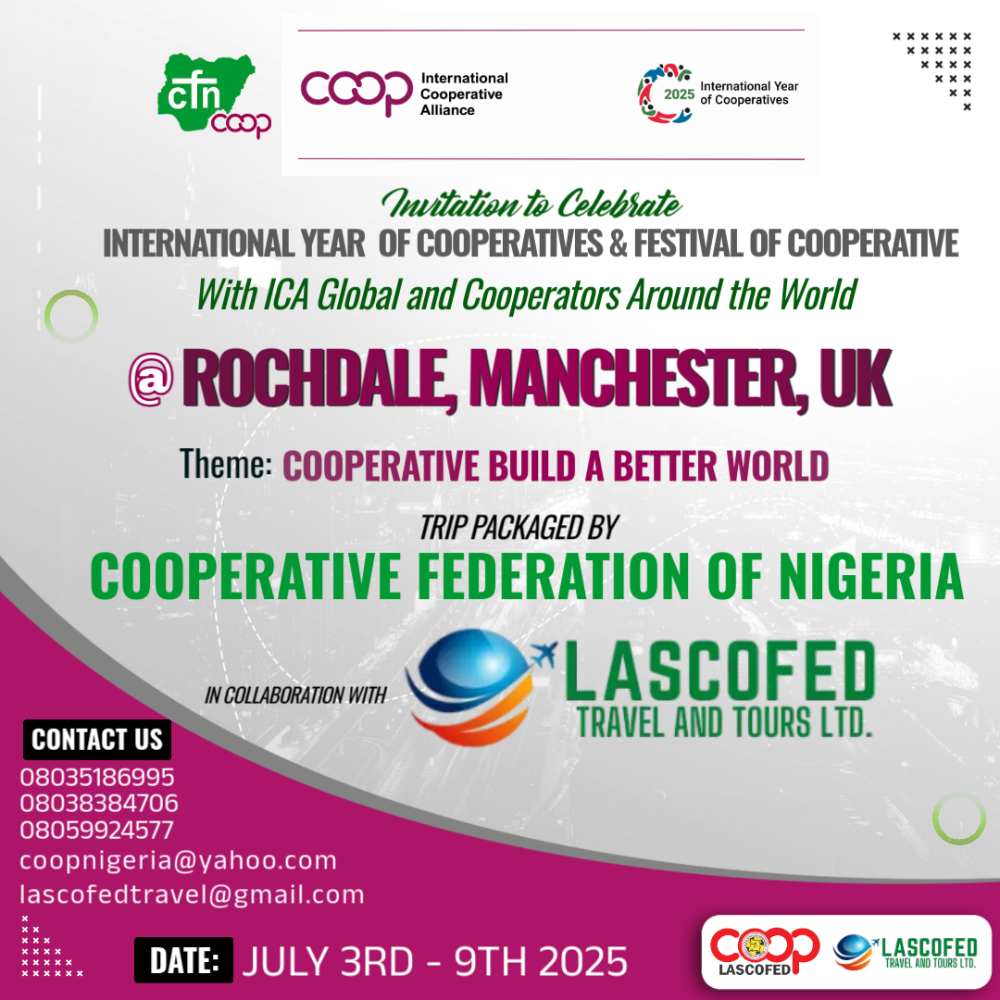 cfn
coop
coop
International
Cooperative
Alliance
2025
International Year
of Cooperatives
Invitation to Celebrate
INTERNATIONAL YEAR OF COOPERATIVES & FESTIVAL OF COOPERATIVE
With ICA Global and Cooperators Around the World
@ ROCHDALE, MANCHESTER, UK
Theme: COOPERATIVE BUILD A BETTER WORLD
TRIP PACKAGED BY
COOPERATIVE FEDERATION OF NIGERIA
IN COLLABORATION WITH
LASCOFED
TRAVEL AND TOURS LTD.
CONTACT US
08035186995
08038384706
08059924577
coopnigeria@yahoo.com
lascofedtravel@gmail.com
DATE: JULY 3RD - 9TH 2025
COOP
LASCOFED
LASCOFED
TRAVEL AND TOURS LTD.